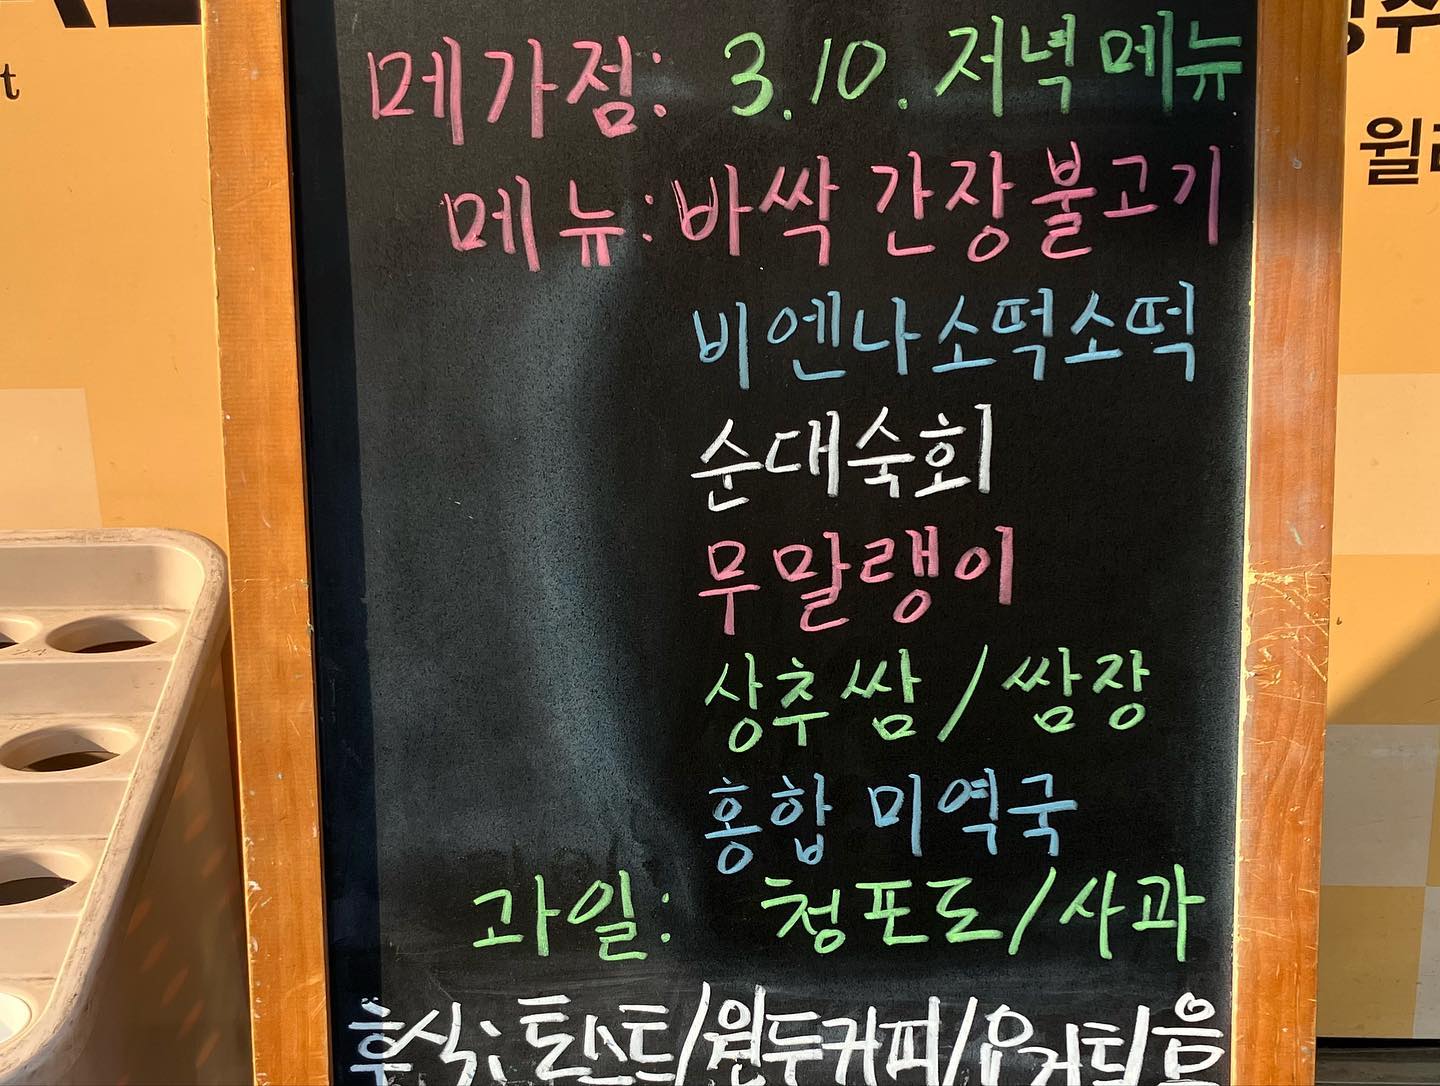 t
메가점: 3.10. 저녁 메뉴
메뉴: 바싹 간장 불고기
비엔나소떡소떡
순대숙회
무말랭이
상추쌈 / 쌈장
홍합 미역국
과일: 청포도/사과
후식: 토스트/원두커피/요거트/음